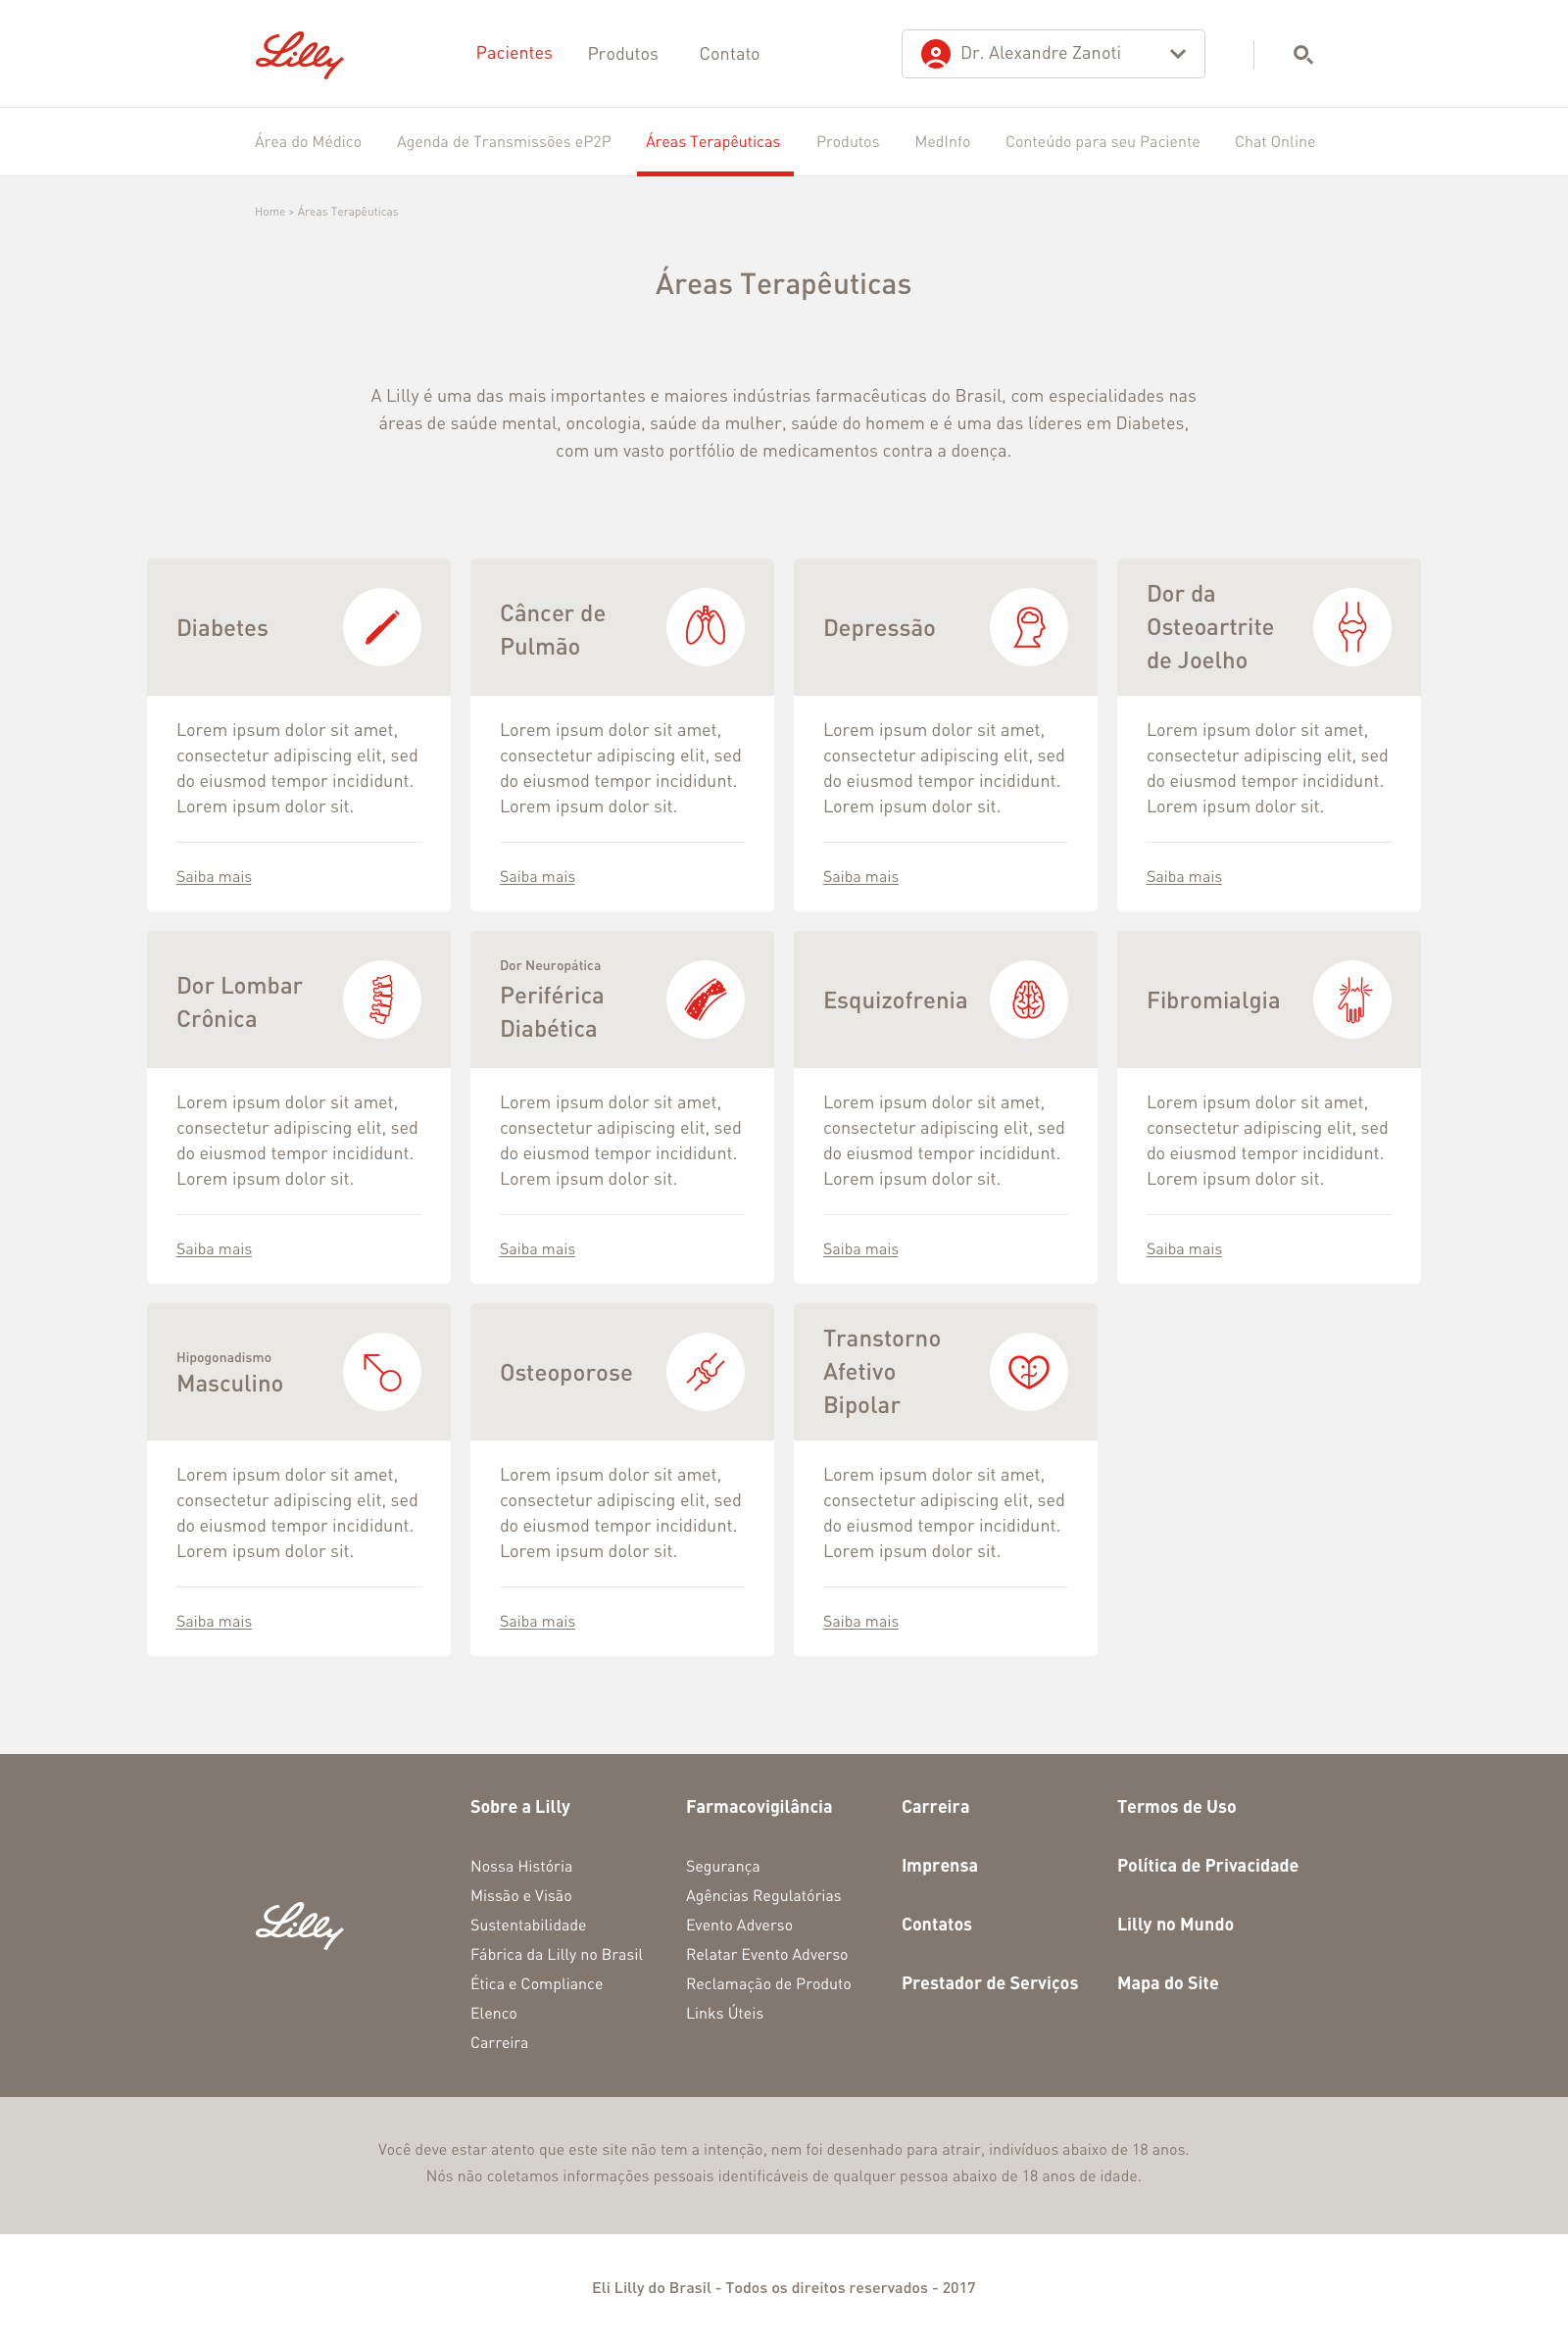 Lilly
Pacientes Produtos Contato
Dr. Alexandre Zanoti
Área do Médico Agenda de Transmissões eP2P Áreas Terapêuticas Produtos MedInfo Conteúdo para seu Paciente Chat Online
Home > Áreas Terapêuticas
Áreas Terapêuticas
A Lilly é uma das mais importantes e maiores indústrias farmacêuticas do Brasil, com especialidades nas
áreas de saúde mental, oncologia, saúde da mulher, saúde do homem e é uma das líderes em Diabetes,
com um vasto portfólio de medicamentos contra a doença.
Diabetes
Lorem ipsum dolor sit amet,
consectetur adipiscing elit, sed
do eiusmod tempor incididunt.
Lorem ipsum dolor sit.
Saiba mais
Câncer de
Pulmão
Lorem ipsum dolor sit amet,
consectetur adipiscing elit, sed
do eiusmod tempor incididunt.
Lorem ipsum dolor sit.
Saiba mais
Depressão
Lorem ipsum dolor sit amet,
consectetur adipiscing elit, sed
do eiusmod tempor incididunt.
Lorem ipsum dolor sit.
Saiba mais
Dor da
Osteoartrite
de Joelho
Lorem ipsum dolor sit amet,
consectetur adipiscing elit, sed
do eiusmod tempor incididunt.
Lorem ipsum dolor sit.
Saiba mais
Dor Lombar
Crônica
Lorem ipsum dolor sit amet,
consectetur adipiscing elit, sed
do eiusmod tempor incididunt.
Lorem ipsum dolor sit.
Saiba mais
Dor Neuropática
Periférica
Diabética
Lorem ipsum dolor sit amet,
consectetur adipiscing elit, sed
do eiusmod tempor incididunt.
Lorem ipsum dolor sit.
Saiba mais
Esquizofrenia
Lorem ipsum dolor sit amet,
consectetur adipiscing elit, sed
do eiusmod tempor incididunt.
Lorem ipsum dolor sit.
Saiba mais
Fibromialgia
Lorem ipsum dolor sit amet,
consectetur adipiscing elit, sed
do eiusmod tempor incididunt.
Lorem ipsum dolor sit.
Saiba mais
Hipogonadismo
Masculino
Lorem ipsum dolor sit amet,
consectetur adipiscing elit, sed
do eiusmod tempor incididunt.
Lorem ipsum dolor sit.
Saiba mais
Osteoporose
Lorem ipsum dolor sit amet,
consectetur adipiscing elit, sed
do eiusmod tempor incididunt.
Lorem ipsum dolor sit.
Saiba mais
Transtorno
Afetivo
Bipolar
Lorem ipsum dolor sit amet,
consectetur adipiscing elit, sed
do eiusmod tempor incididunt.
Lorem ipsum dolor sit.
Saiba mais
Lilly
Sobre a Lilly
Nossa História
Missão e Visão
Sustentabilidade
Fábrica da Lilly no Brasil
Ética e Compliance
Elenco
Carreira
Farmacovigilância
Segurança
Agências Regulatórias
Evento Adverso
Relatar Evento Adverso
Reclamação de Produto
Links Úteis
Carreira
Imprensa
Contatos
Prestador de Serviços
Termos de Uso
Política de Privacidade
Lilly no Mundo
Mapa do Site
Você deve estar atento que este site não tem a intenção, nem foi desenhado para atrair, indivíduos abaixo de 18 anos.
Nós não coletamos informações pessoais identificáveis de qualquer pessoa abaixo de 18 anos de idade.
Eli Lilly do Brasil - Todos os direitos reservados - 2017